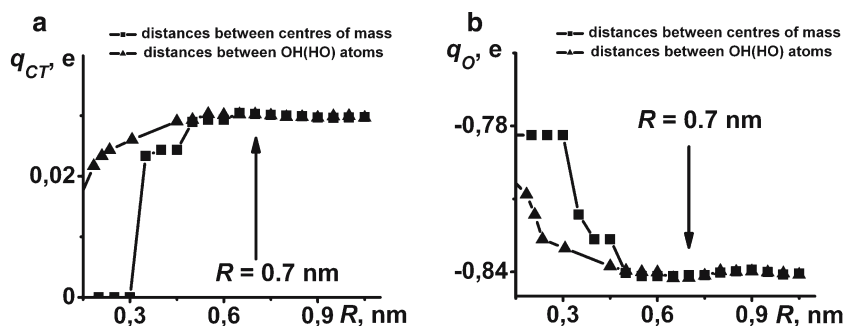 a
distances between centres of mass
distances between OH(HO) atoms
qCT, e
0,02
0
R = 0.7 nm
0,3
0,6
0,9
R, nm
b
distances between centres of mass
distances between OH(HO) atoms
qO, e
-0,78
-0,84
R = 0.7 nm
0,3
0,6
0,9
R, nm